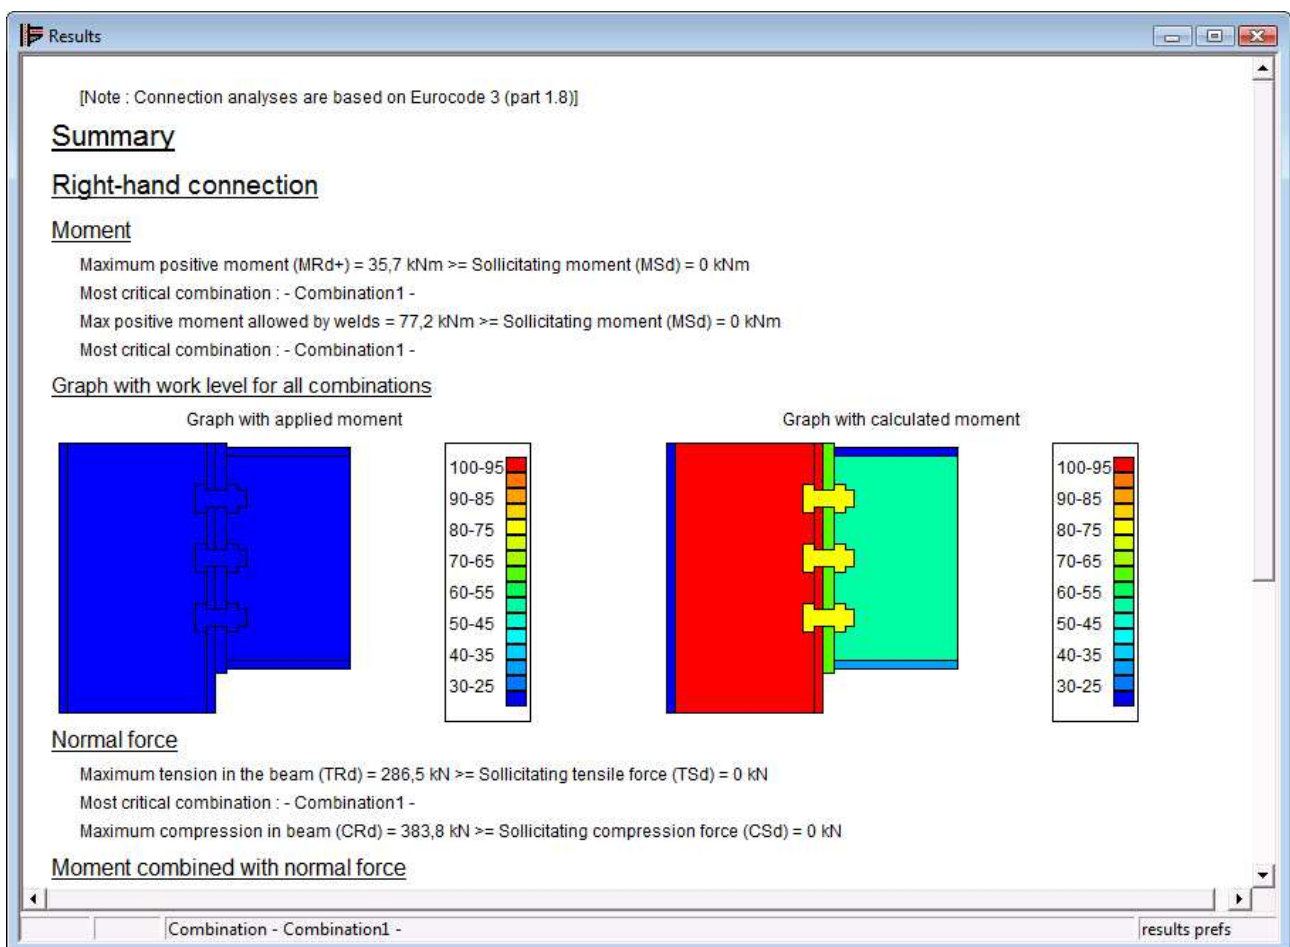 Results
[Note : Connection analyses are based on Eurocode 3 (part 1.8)]
Summary
Right-hand connection
Moment
Maximum positive moment (MRd+) = 35,7 kNm >= Sollicitating moment (MSd) = 0 kNm
Most critical combination : - Combination1 -
Max positive moment allowed by welds = 77,2 kNm >= Sollicitating moment (MSd) = 0 kNm
Most critical combination : - Combination1 -
Graph with work level for all combinations
Graph with applied moment
100-95
90-85
80-75
70-65
60-55
50-45
40-35
30-25
Graph with calculated moment
100-95
90-85
80-75
70-65
60-55
50-45
40-35
30-25
Normal force
Maximum tension in the beam (TRd) = 286,5 kN >= Sollicitating tensile force (TSd) = 0 kN
Most critical combination : - Combination1 -
Maximum compression in beam (CRd) = 383,8 kN >= Sollicitating compression force (CSd) = 0 kN
Moment combined with normal force
Combination - Combination1 -
results prefs